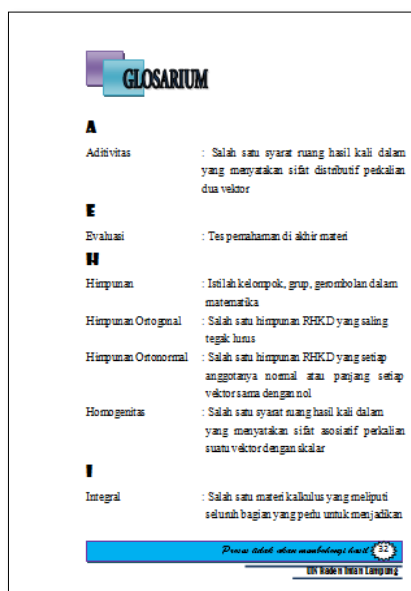 GLOSARIUM
A
Aditivitas : Salah satu syarat ruang hasil kali dalam
yang menyatakan sifat distributif perkalian
dua vektor
E
Evaluasi : Tes pemahaman di akhir materi
H
Himpunan : Istilah kelompok, grup, gerombolan dalam
matematika
Himpunan Ortogonal : Salah satu himpunan RHKD yang saling
tegak lurus
Himpunan Ortonormal : Salah satu himpunan RHKD yang setiap
anggotanya normal atau panjang setiap
vektor sama dengan nol
Homogenitas : Salah satu syarat ruang hasil kali dalam
yang menyatakan sifat asosiatif perkalian
suatu vektor dengan skalar
I
Integral : Salah satu materi kalkulus yang meliputi
seluruh bagian yang perlu untuk menjadikan
Proses tidak akan membohongi hasil 32
UIN Raden Intan Lampung